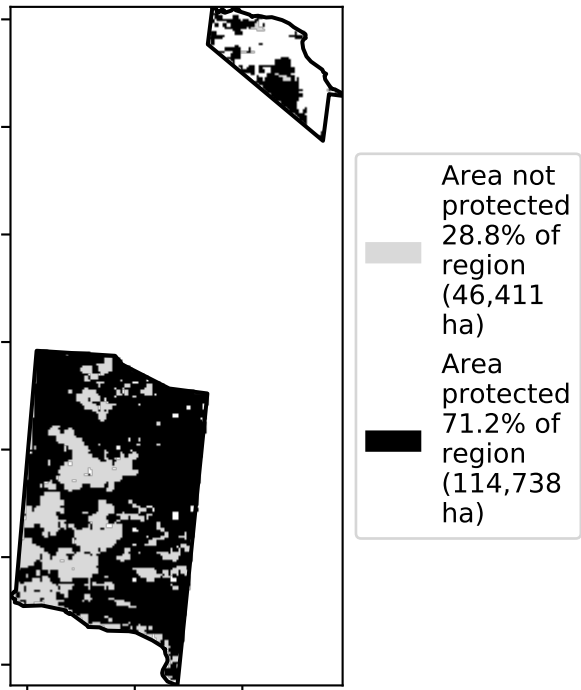 Area not
protected
28.8% of
region
(46,411
ha)
Area
protected
71.2% of
region
(114,738
ha)